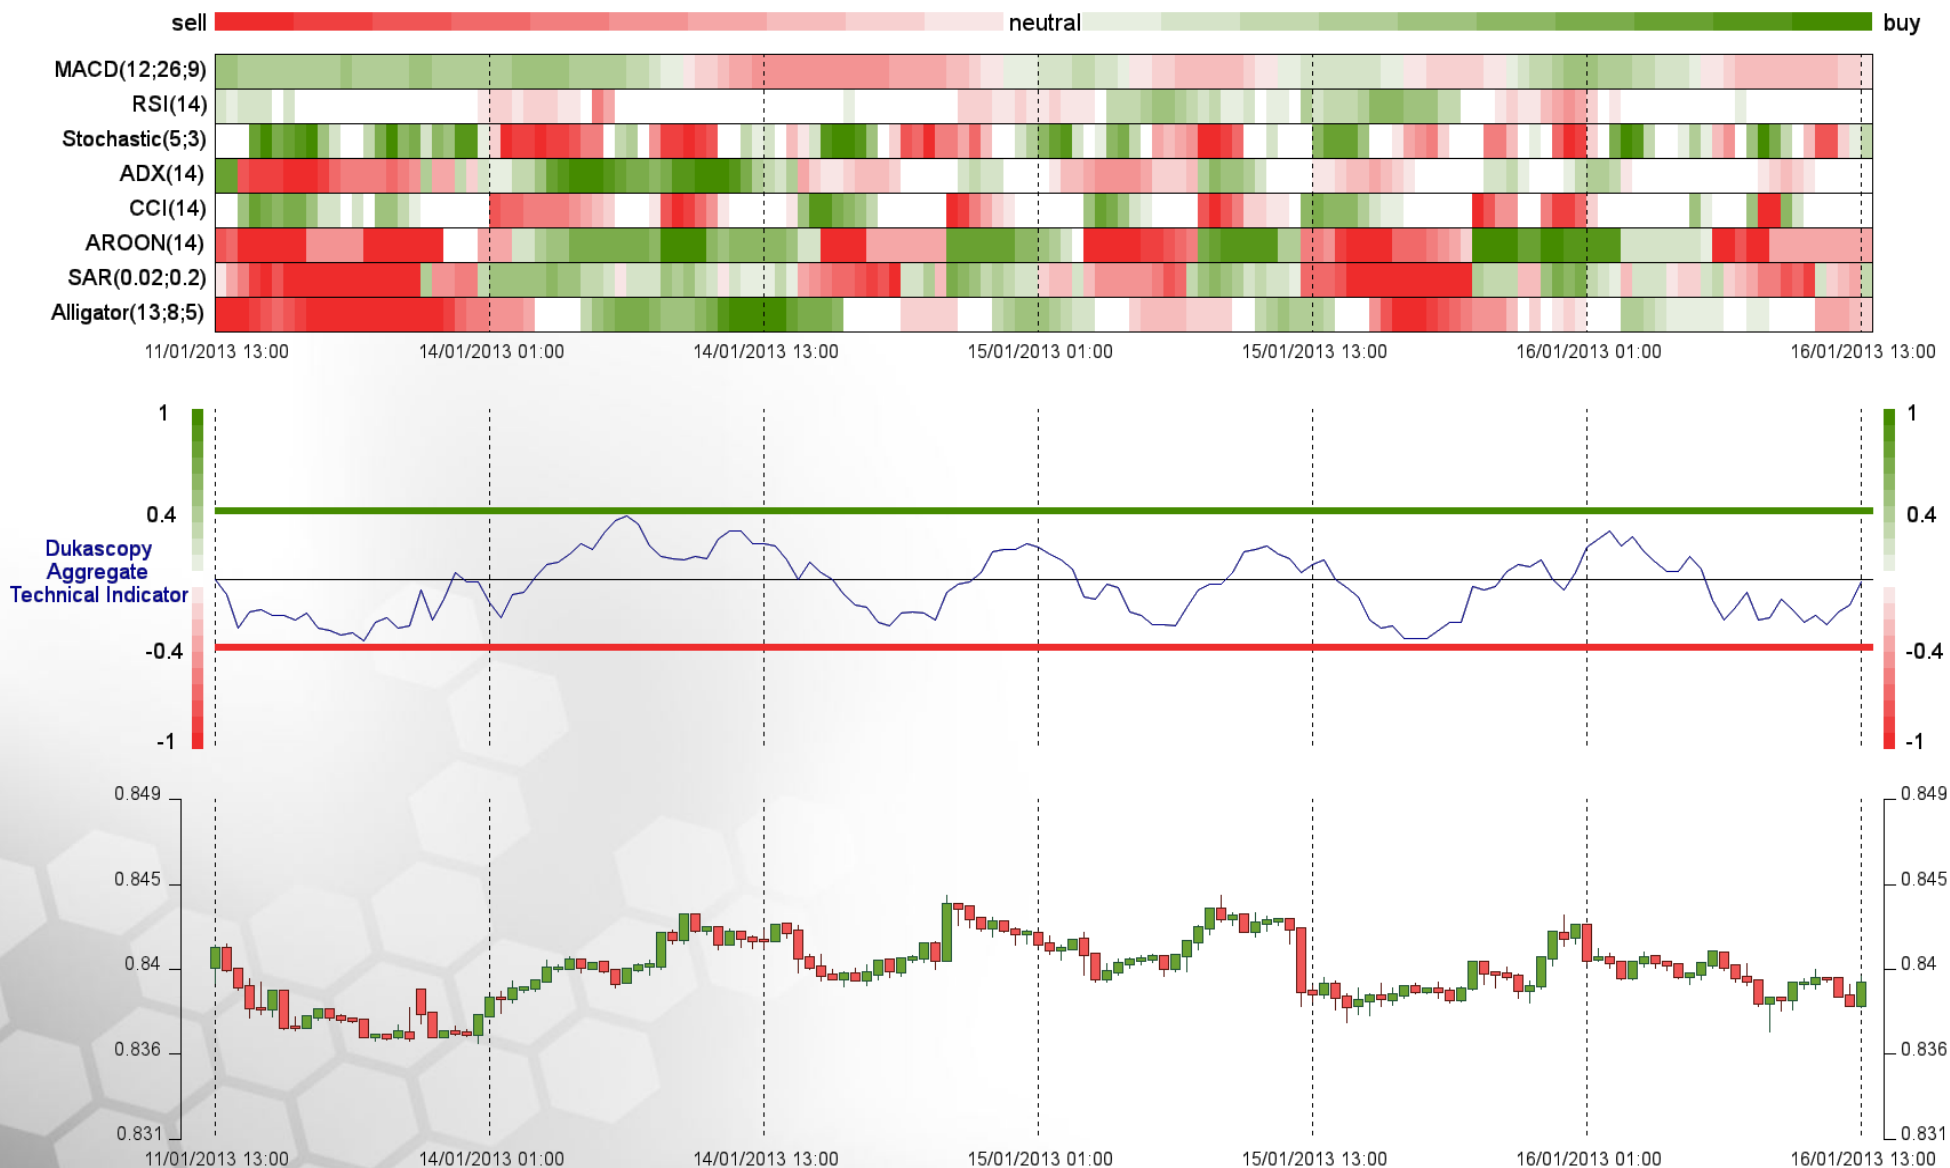 sell neutral buy
MACD(12;26;9)
RSI(14)
Stochastic(5;3)
ADX(14)
CCI(14)
AROON(14)
SAR(0.02;0.2)
Alligator(13;8;5)
11/01/2013 13:00 14/01/2013 01:00 14/01/2013 13:00 15/01/2013 01:00 15/01/2013 13:00 16/01/2013 01:00 16/01/2013 13:00
1 1
0.4 0.4
Dukascopy
Aggregate
Technical Indicator
-0.4 -0.4
-1 -1
0.849 0.849
0.845 0.845
0.84 0.84
0.836 0.836
0.831 0.831
11/01/2013 13:00 14/01/2013 01:00 14/01/2013 13:00 15/01/2013 01:00 15/01/2013 13:00 16/01/2013 01:00 16/01/2013 13:00